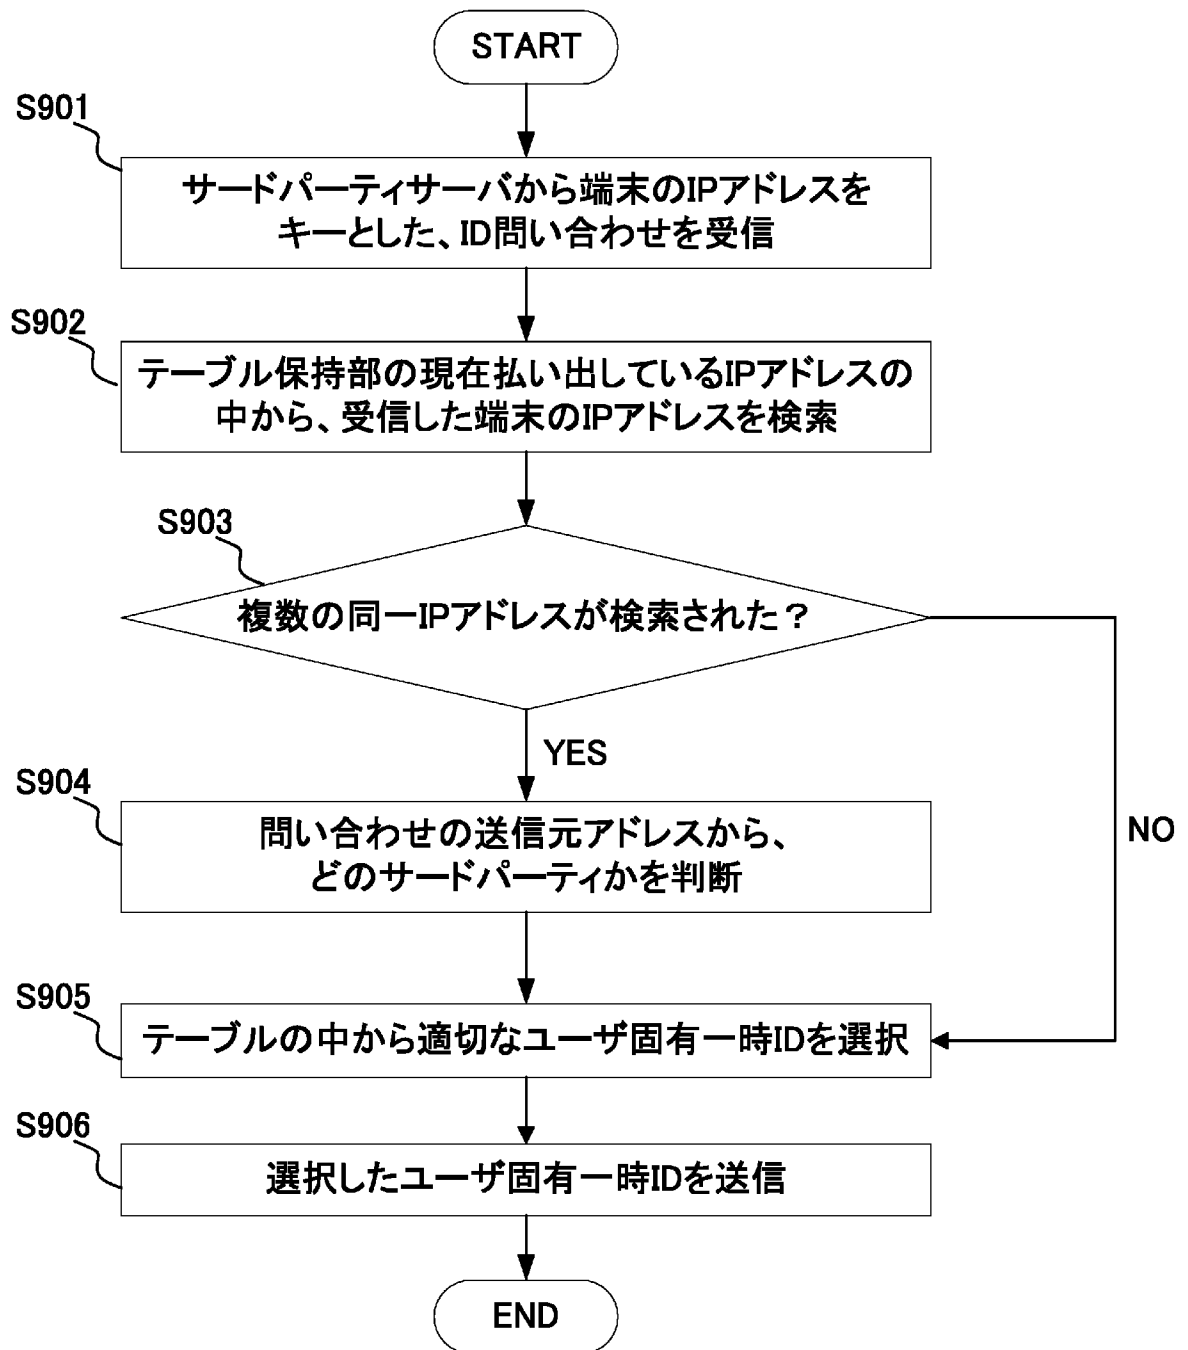 START
S901
サードパーティサーバから端末のIPアドレスを
キーとした、ID問い合わせを受信
S902
テーブル保持部の現在払い出しているIPアドレスの
中から、受信した端末のIPアドレスを検索
S903
複数の同一IPアドレスが検索された？
YES
NO
S904
問い合わせの送信元アドレスから、
どのサードパーティかを判断
S905
テーブルの中から適切なユーザ固有一時IDを選択
S906
選択したユーザ固有一時IDを送信
END